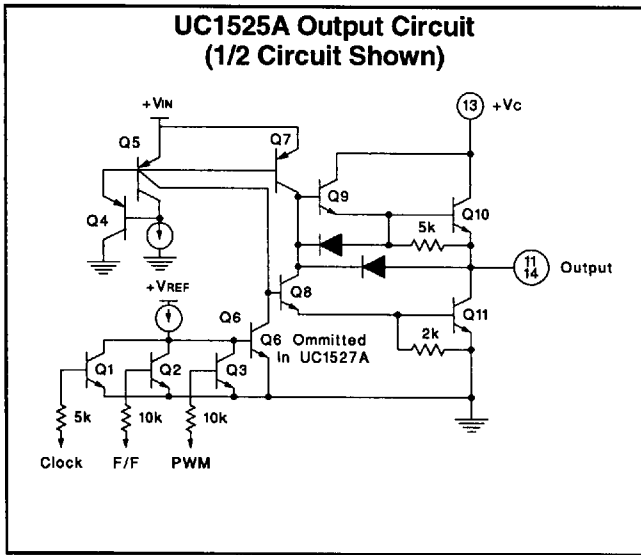 UC1525A Output Circuit
(1/2 Circuit Shown)
+VIN
13 +VC
Q5
Q7
Q9
Q10
Q4
5k
11
14 Output
+VREF
Q8
Q6
Q11
Q6 Ommitted
In UC1527A
2k
Q1
Q2
Q3
5k
10k
10k
Clock
F/F
PWM